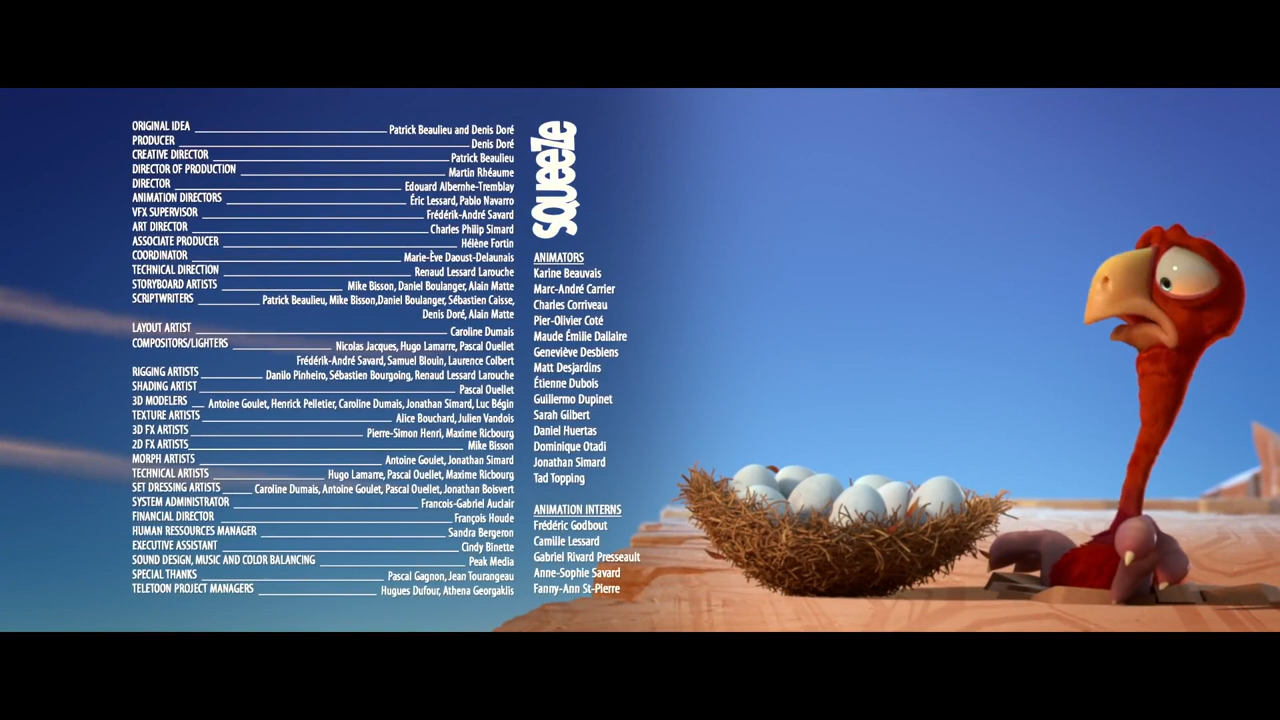 ORIGINAL IDEA Patrick Beaulieu and Denis Doré
PRODUCER Denis Doré
CREATIVE DIRECTOR Patrick Beaulieu
DIRECTOR OF PRODUCTION Martin Rhéaume
DIRECTOR Edouard Albernhe-Tremblay
ANIMATION DIRECTORS Éric Lessard, Pablo Navarro
VFX SUPERVISOR Frédérik-André Savard
ART DIRECTOR Charles Philip Simard
ASSOCIATE PRODUCER Hélène Fortin
COORDINATOR Marie-Ève Daoust-Delaunais
TECHNICAL DIRECTION Renaud Lessard Larouche
STORYBOARD ARTISTS Mike Bisson, Daniel Boulanger, Alain Matte
SCRIPTWRITERS Patrick Beaulieu, Mike Bisson,Daniel Boulanger, Sébastien Caisse,
Denis Doré, Alain Matte
LAYOUT ARTIST Caroline Dumais
COMPOSITORS/LIGHTERS Nicolas Jacques, Hugo Lamarre, Pascal Ouellet
Frédérik-André Savard, Samuel Blouin, Laurence Colbert
RIGGING ARTISTS Danilo Pinheiro, Sébastien Bourgoing, Renaud Lessard Larouche
SHADING ARTIST Pascal Ouellet
3D MODELERS Antoine Goulet, Henrick Pelletier, Caroline Dumais, Jonathan Simard, Luc Bégin
TEXTURE ARTISTS Alice Bouchard, Julien Vandois
3D FX ARTISTS Pierre-Simon Henri, Maxime Ricbourg
2D FX ARTISTS Mike Bisson
MORPH ARTISTS Antoine Goulet, Jonathan Simard
TECHNICAL ARTISTS Hugo Lamarre, Pascal Ouellet, Maxime Ricbourg
SET DRESSING ARTISTS Caroline Dumais, Antoine Goulet, Pascal Ouellet, Jonathan Boisvert
SYSTEM ADMINISTRATOR Francois-Gabriel Auclair
FINANCIAL DIRECTOR François Houde
HUMAN RESSOURCES MANAGER Sandra Bergeron
EXECUTIVE ASSISTANT Cindy Binette
SOUND DESIGN, MUSIC AND COLOR BALANCING Peak Media
SPECIAL THANKS Pascal Gagnon, Jean Tourangeau
TELETOON PROJECT MANAGERS Hugues Dufour, Athena Georgaklis
squeeze
ANIMATORS
Karine Beauvais
Marc-André Carrier
Charles Corriveau
Pier-Olivier Coté
Maude Émilie Dallaire
Geneviève Desbiens
Matt Desjardins
Étienne Dubois
Guillermo Dupinet
Sarah Gilbert
Daniel Huertas
Dominique Otadi
Jonathan Simard
Tad Topping
ANIMATION INTERNS
Frédéric Godbout
Camille Lessard
Gabriel Rivard Presseault
Anne-Sophie Savard
Fanny-Ann St-Pierre